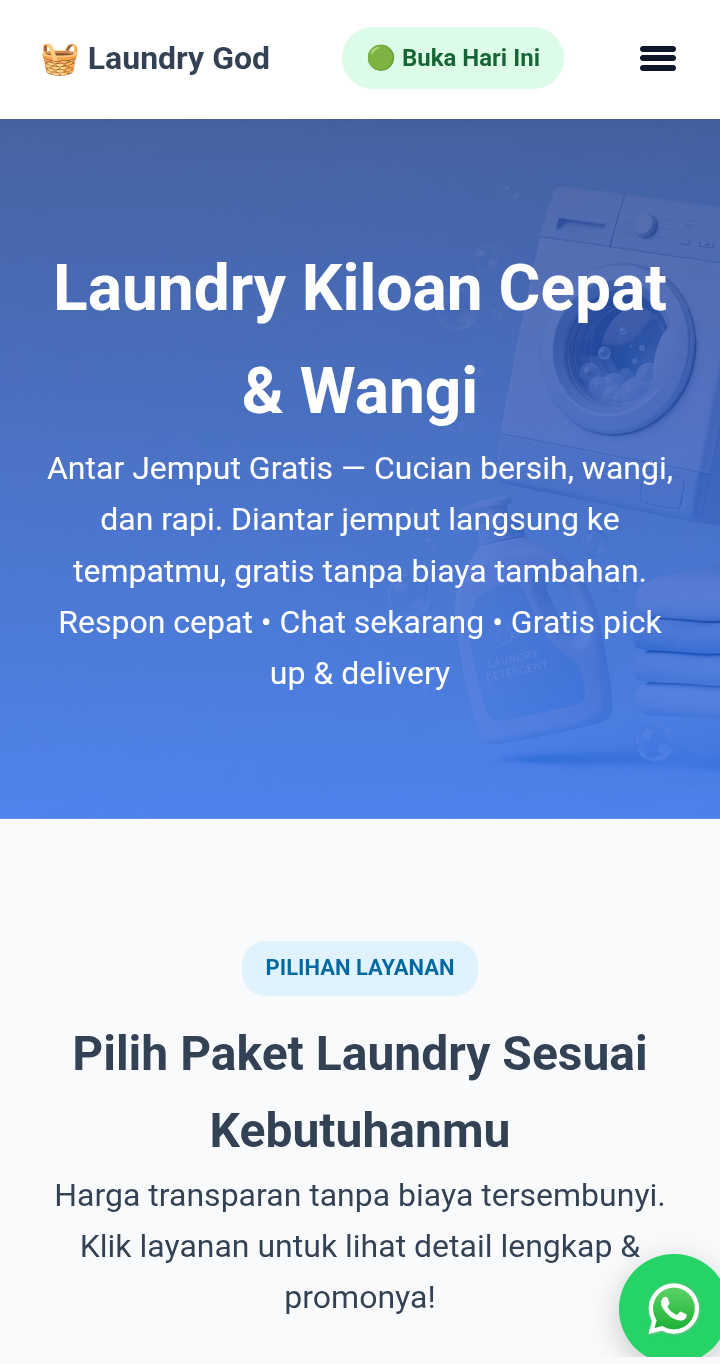 🧺 Laundry God
🟢 Buka Hari Ini
Laundry Kiloan Cepat
& Wangi
Antar Jemput Gratis — Cucian bersih, wangi,
dan rapi. Diantar jemput langsung ke
tempatmu, gratis tanpa biaya tambahan.
Respon cepat • Chat sekarang • Gratis pick
up & delivery
LAUNDRY
DETERGENT
PILIHAN LAYANAN
Pilih Paket Laundry Sesuai
Kebutuhanmu
Harga transparan tanpa biaya tersembunyi.
Klik layanan untuk lihat detail lengkap &
promonya!